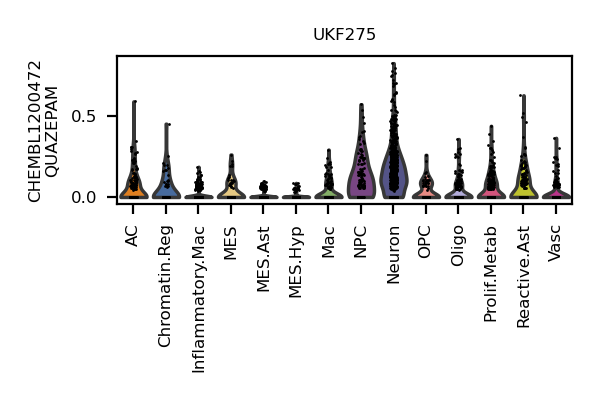 UKF275
CHEMBL1200472
QUAZEPAM
0.5
0.0
AC
Chromatin.Reg
Inflammatory.Mac
MES
MES.Ast
MES.Hyp
Mac
NPC
Neuron
OPC
Oligo
Prolif.Metab
Reactive.Ast
Vasc